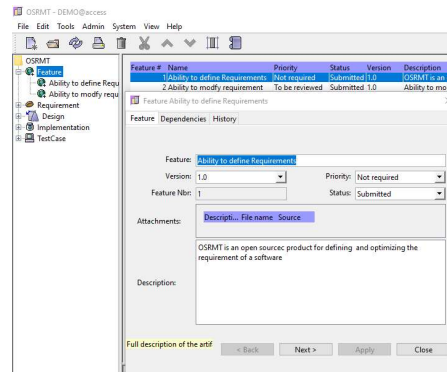 OSRMT - DEMO@access
File Edit Tools Admin System View Help
OSRMT
Feature
Ability to define Requ
Ability to modfy requ
Requirement
Design
Implementation
TestCase
Feature # Name Priority Status Version Description
1 Ability to define Requirements Not required Submitted 1.0 OSRMT is an
2 Ability to modfy requirement To be reviewed Submitted 1.0 Ability to mo
Feature Ability to define Requirements
Feature Dependencies History
Feature: Ability to define Requirements
Version: 1.0 Priority: Not required
Feature Nbr: 1 Status: Submitted
Attachments: Descripti... File name Source
Description: OSRMT is an open sourcec product for defining and optimizing the
requirement of a software
Full description of the artif
< Back Next > Apply Close